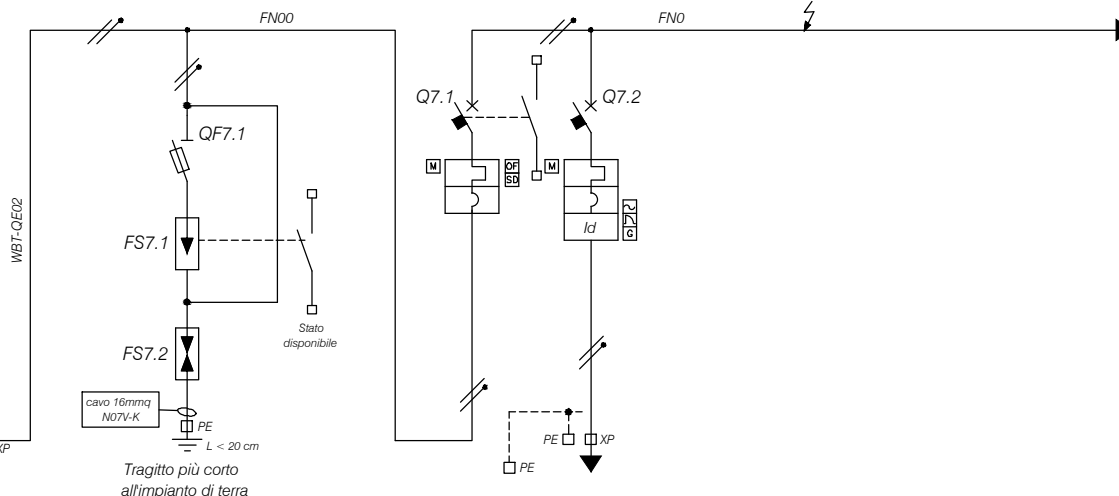 FN00
FN0
Q7.1
Q7.2
QF7.1
M
OF
SD
M
Id
G
WBT-QE02
FS7.1
Stato
disponibile
FS7.2
cavo 16mmq
N07V-K
PE
L < 20 cm
XP
PE
XP
PE
Tragitto più corto
all'impianto di terra